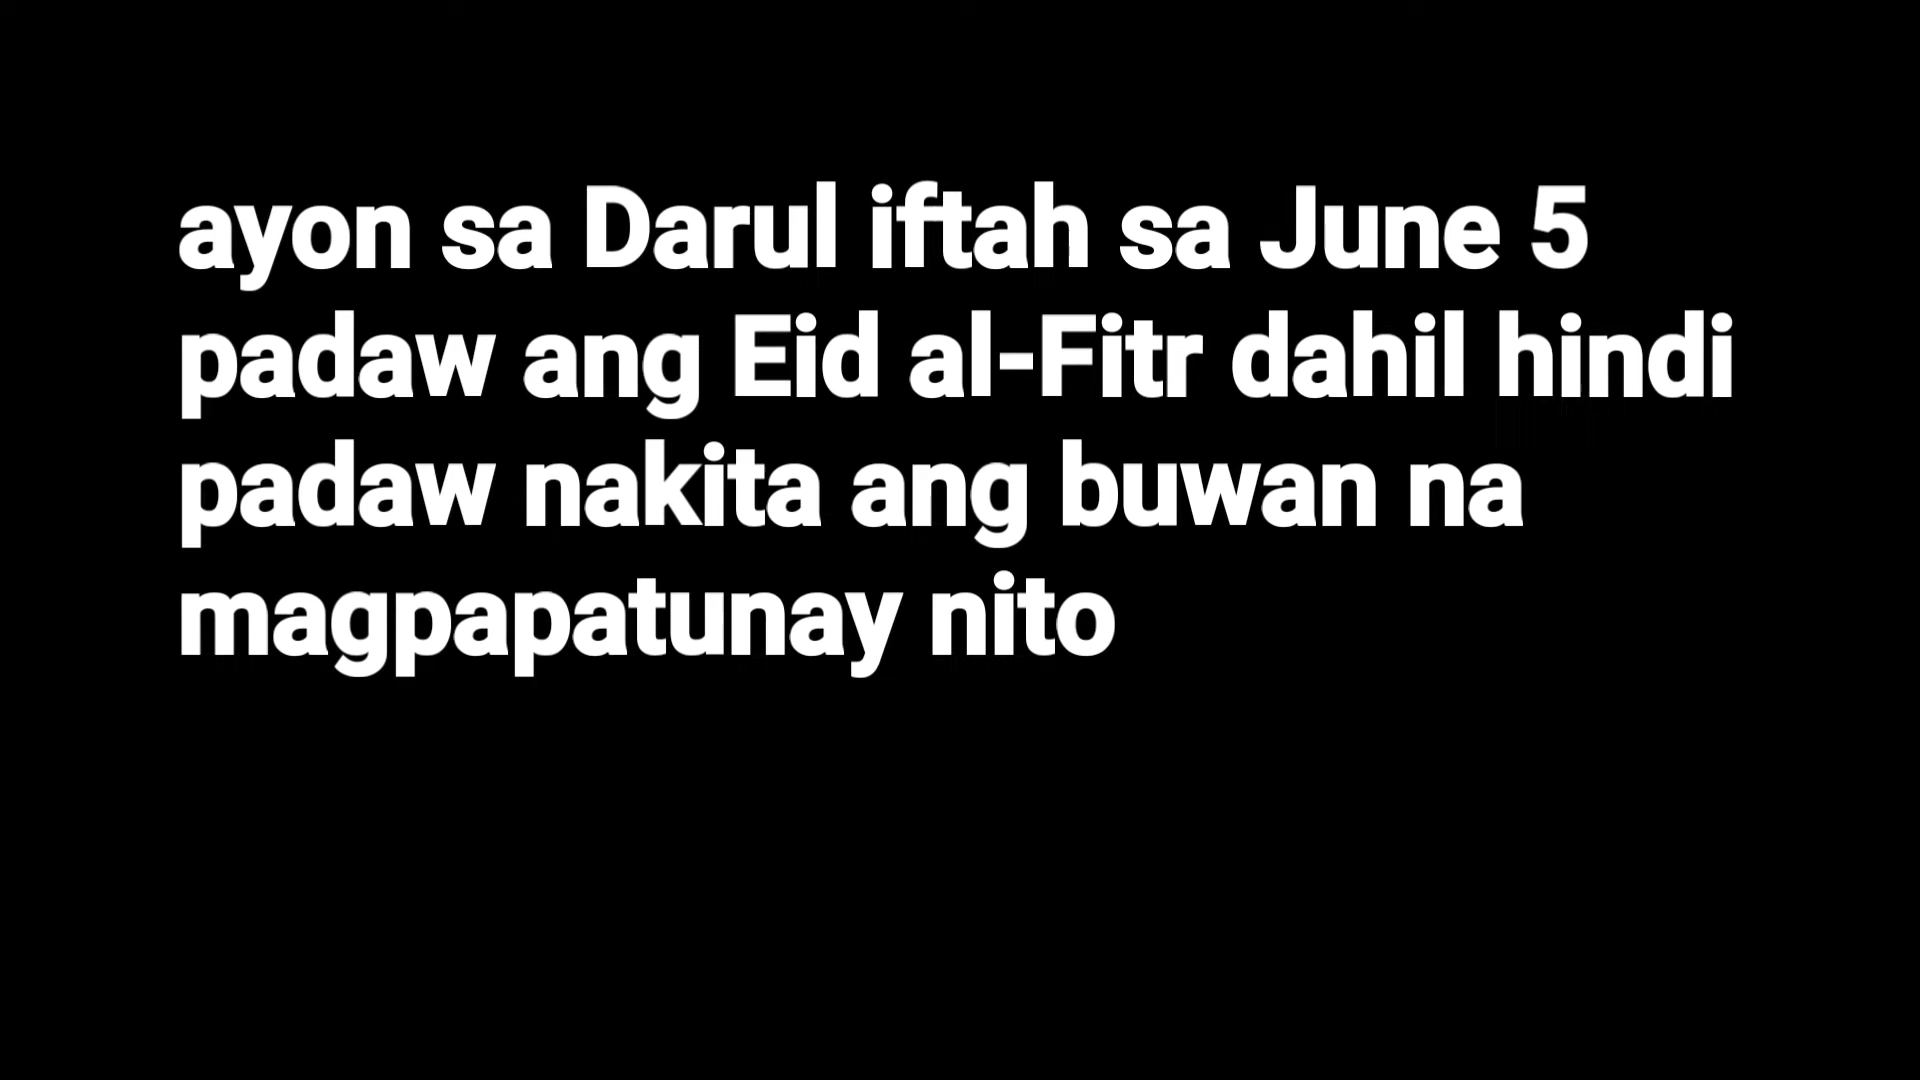 ayon sa Darul iftah sa June 5
padaw ang Eid al-Fitr dahil hindi
padaw nakita ang buwan na
magpapatunay nito